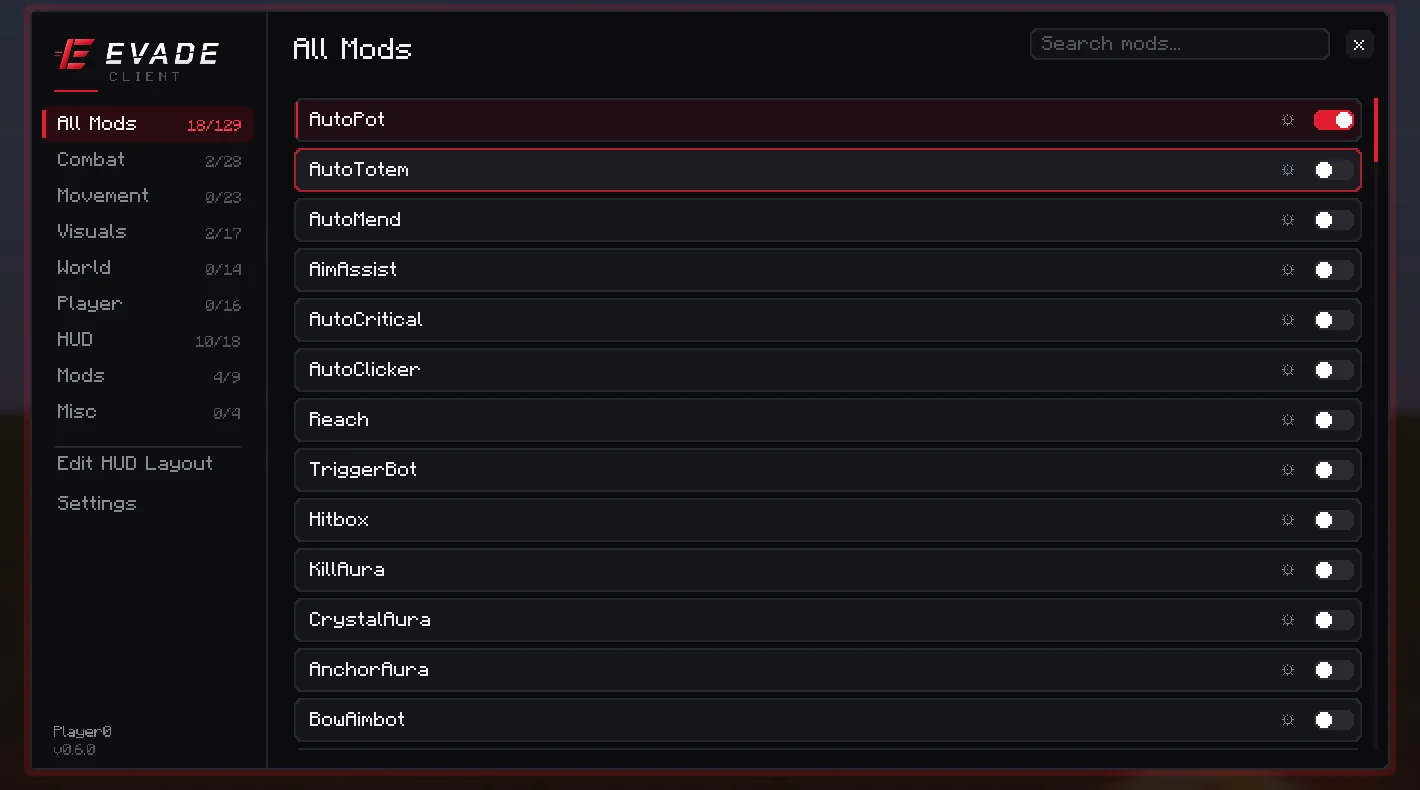 EVADE
CLIENT
All Mods 18/129
Combat 2/28
Movement 0/23
Visuals 2/17
World 0/14
Player 0/16
HUD 10/18
Mods 4/9
Misc 0/4
Edit HUD Layout
Settings
Player0
v0.6.0
All Mods
Search mods...
AutoPot
AutoTotem
AutoMend
AimAssist
AutoCritical
AutoClicker
Reach
TriggerBot
Hitbox
KillAura
CrystalAura
AnchorAura
BowAimbot